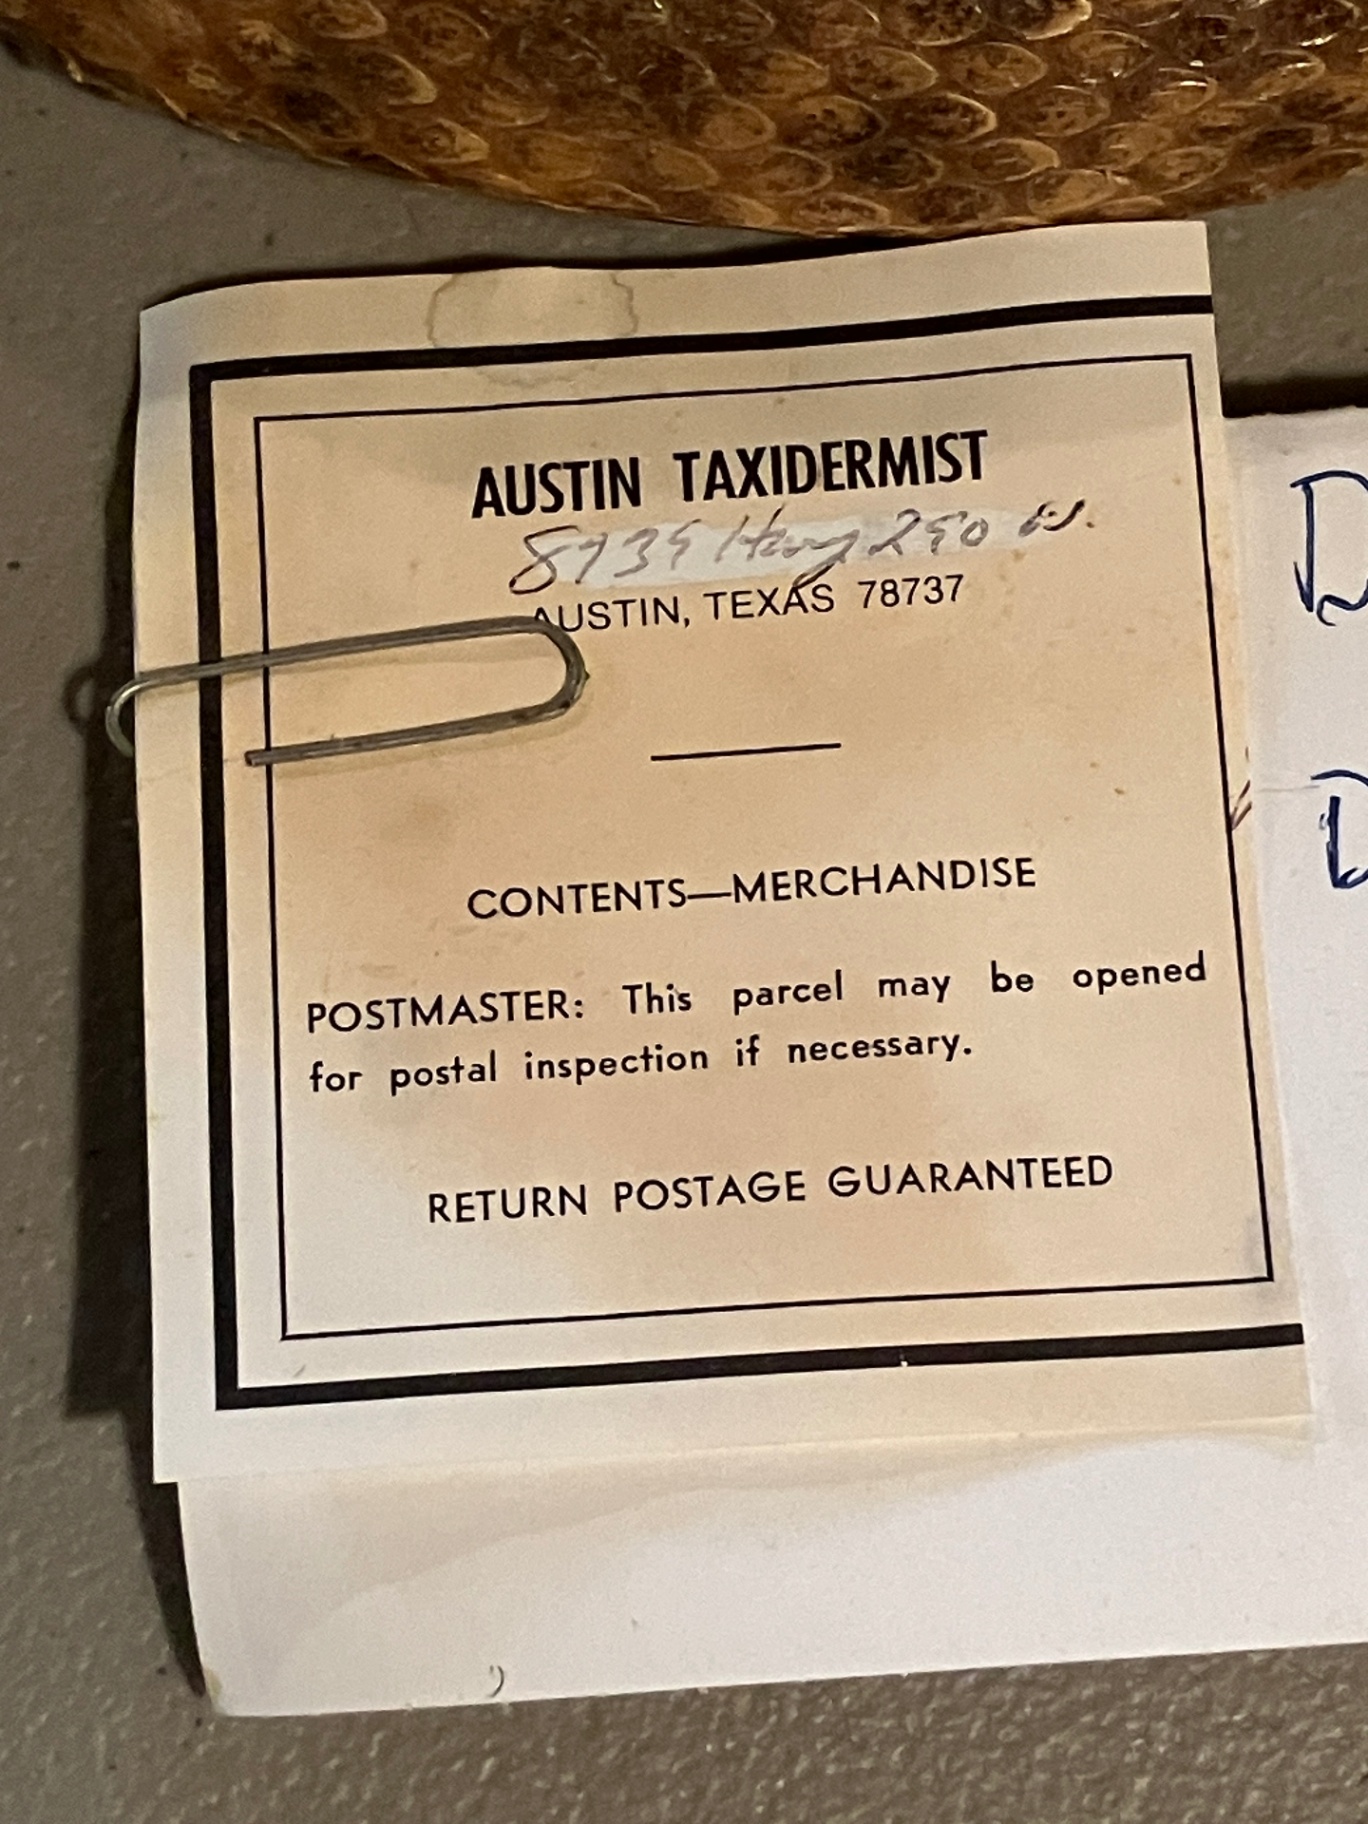 AUSTIN TAXIDERMIST
Hwy 290 W.
AUSTIN, TEXAS 78737
CONTENTS—MERCHANDISE
POSTMASTER: This parcel may be opened
for postal inspection if necessary.
RETURN POSTAGE GUARANTEED
D
D